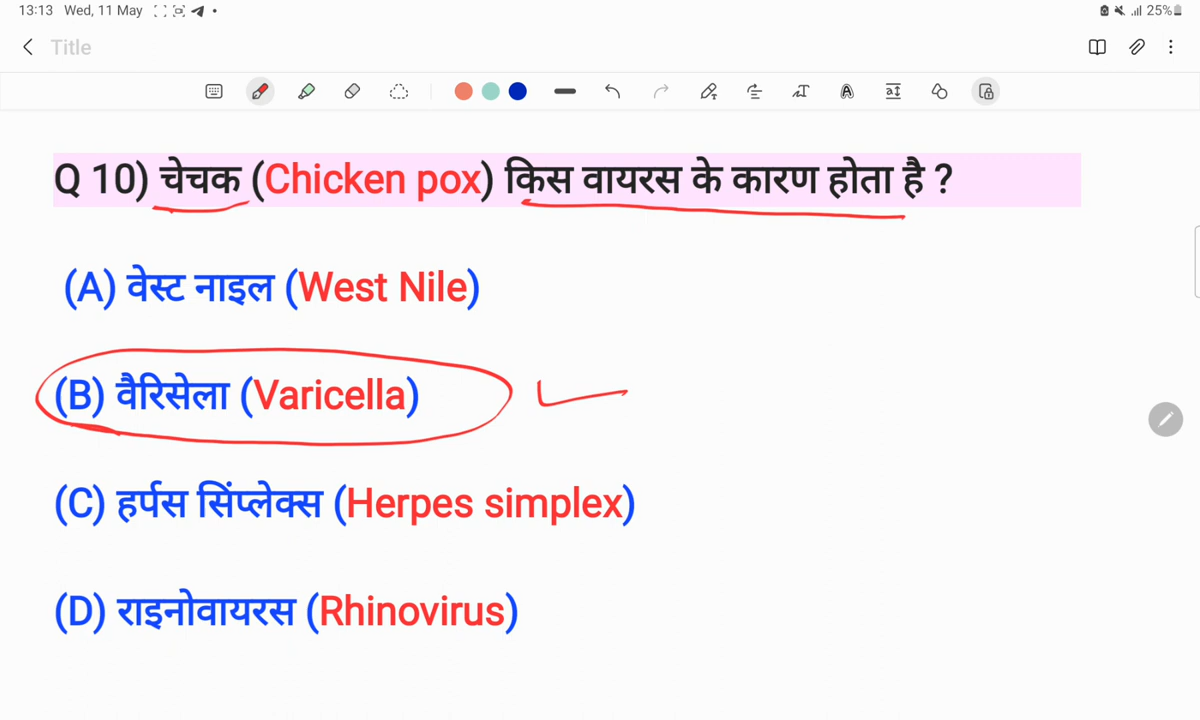 13:13 Wed, 11 May 25%
Title
Q 10) चेचक (Chicken pox) किस वायरस के कारण होता है ?
(A) वेस्ट नाइल (West Nile)
(B) वैरिसेला (Varicella)
(C) हर्पस सिंप्लेक्स (Herpes simplex)
(D) राइनोवायरस (Rhinovirus)